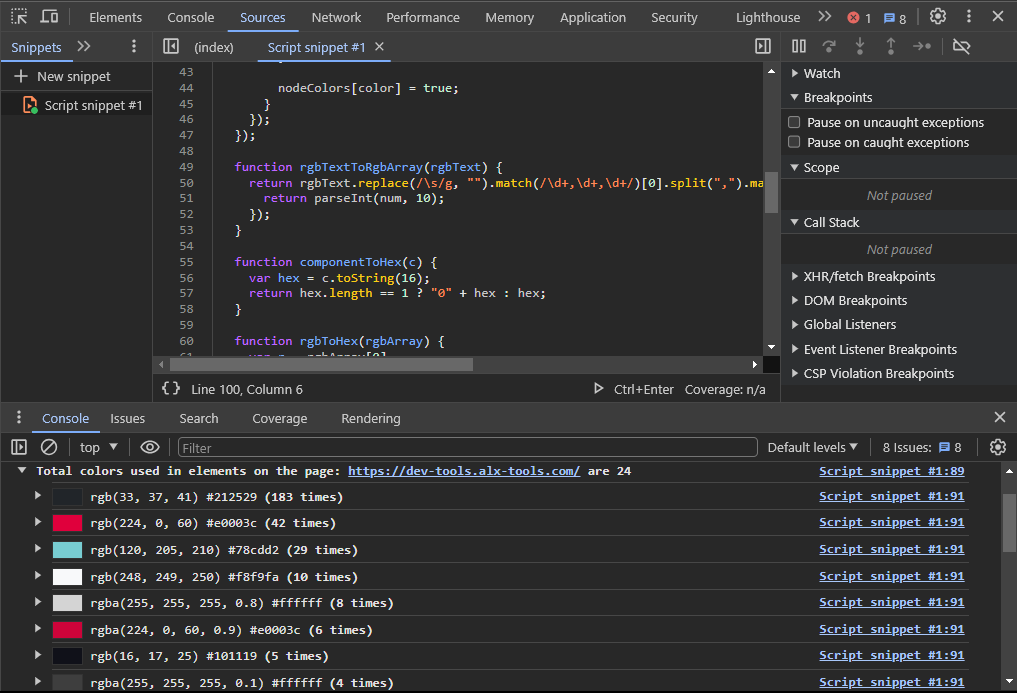 Elements Console Sources Network Performance Memory Application Security Lighthouse 1 8
Snippets (index) Script snippet #1
New snippet
Script snippet #1
43
44 nodeColors[color] = true;
45 }
46 });
47 });
48
49 function rgbTextToRgbArray(rgbText) {
50 return rgbText.replace(/\s/g, "").match(/\d+,\d+,\d+/)[0].split(",").ma
51 return parseInt(num, 10);
52 });
53 }
54
55 function componentToHex(c) {
56 var hex = c.toString(16);
57 return hex.length == 1 ? "0" + hex : hex;
58 }
59
60 function rgbToHex(rgbArray) {
{ } Line 100, Column 6 Ctrl+Enter Coverage: n/a
Watch
Breakpoints
Pause on uncaught exceptions
Pause on caught exceptions
Scope
Not paused
Call Stack
Not paused
XHR/fetch Breakpoints
DOM Breakpoints
Global Listeners
Event Listener Breakpoints
CSP Violation Breakpoints
Console Issues Search Coverage Rendering
top Filter Default levels 8 Issues: 8
Total colors used in elements on the page: https://dev-tools.alx-tools.com/ are 24 Script snippet #1:89
rgb(33, 37, 41) #212529 (183 times) Script snippet #1:91
rgb(224, 0, 60) #e0003c (42 times) Script snippet #1:91
rgb(120, 205, 210) #78cdd2 (29 times) Script snippet #1:91
rgb(248, 249, 250) #f8f9fa (10 times) Script snippet #1:91
rgba(255, 255, 255, 0.8) #ffffff (8 times) Script snippet #1:91
rgba(224, 0, 60, 0.9) #e0003c (6 times) Script snippet #1:91
rgb(16, 17, 25) #101119 (5 times) Script snippet #1:91
rgba(255, 255, 255, 0.1) #ffffff (4 times) Script snippet #1:91